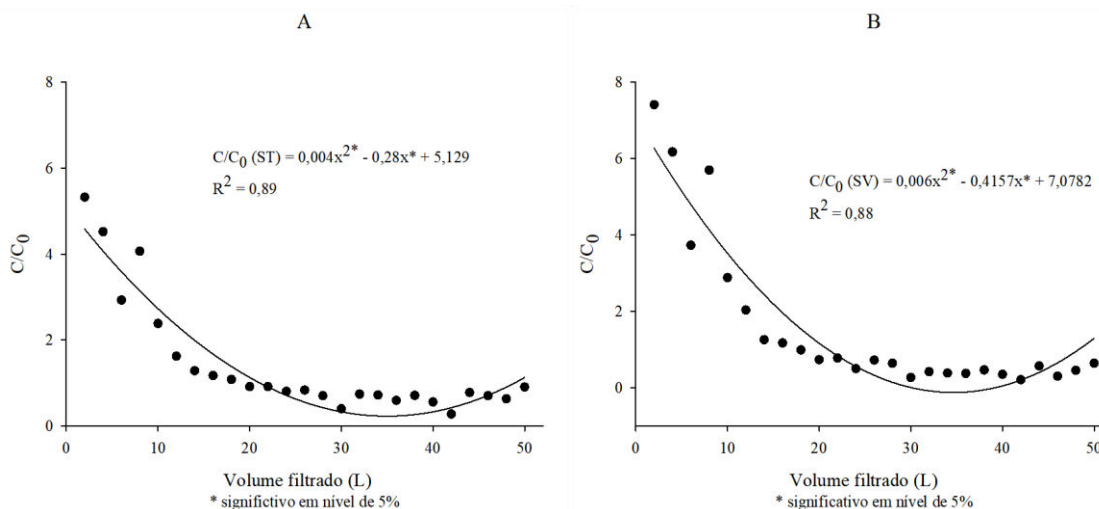 A
8
6
4
2
0
C/C0
C/C0 (ST) = 0,004x2* - 0,28x* + 5,129
R2 = 0,89
0 10 20 30 40 50
Volume filtrado (L)
* significtivo em nível de 5%
B
8
6
4
2
0
C/C0
C/C0 (SV) = 0,006x2* - 0,4157x* + 7,0782
R2 = 0,88
0 10 20 30 40 50
Volume filtrado (L)
* significativo em nível de 5%